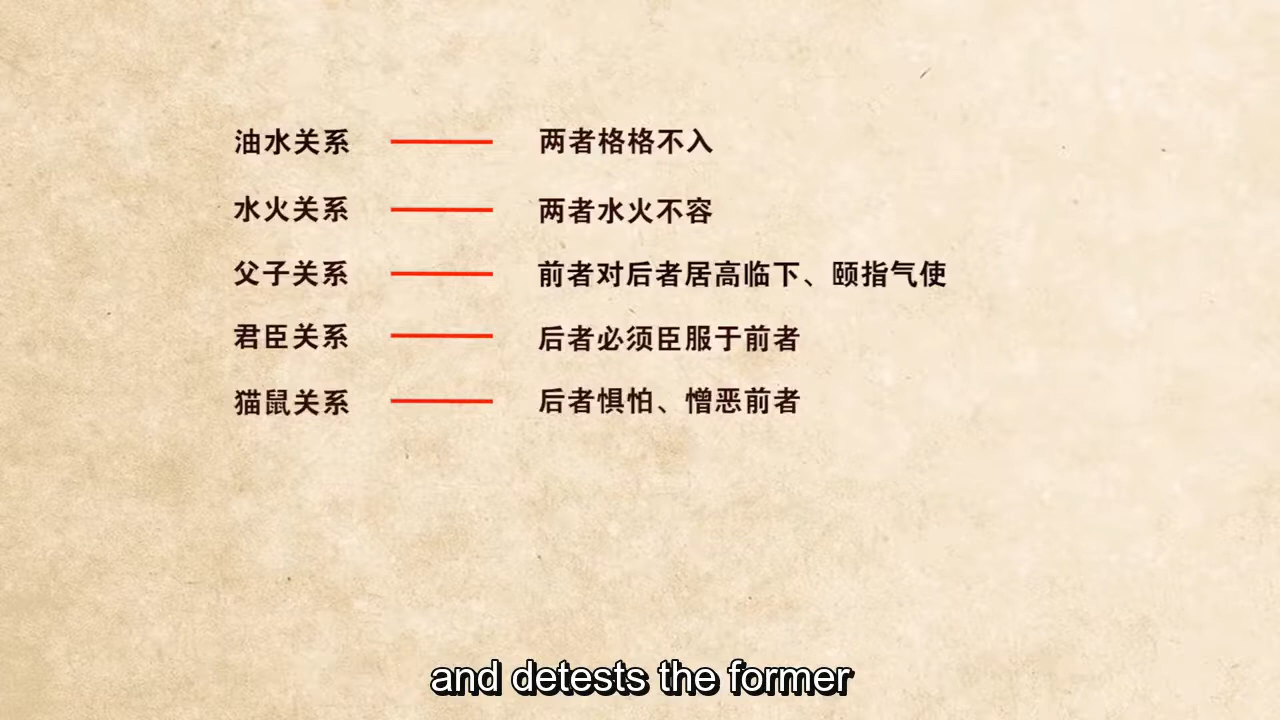 油水关系 两者格格不入
水火关系 两者水火不容
父子关系 前者对后者居高临下、颐指气使
君臣关系 后者必须臣服于前者
猫鼠关系 后者惧怕、憎恶前者
and detests the former